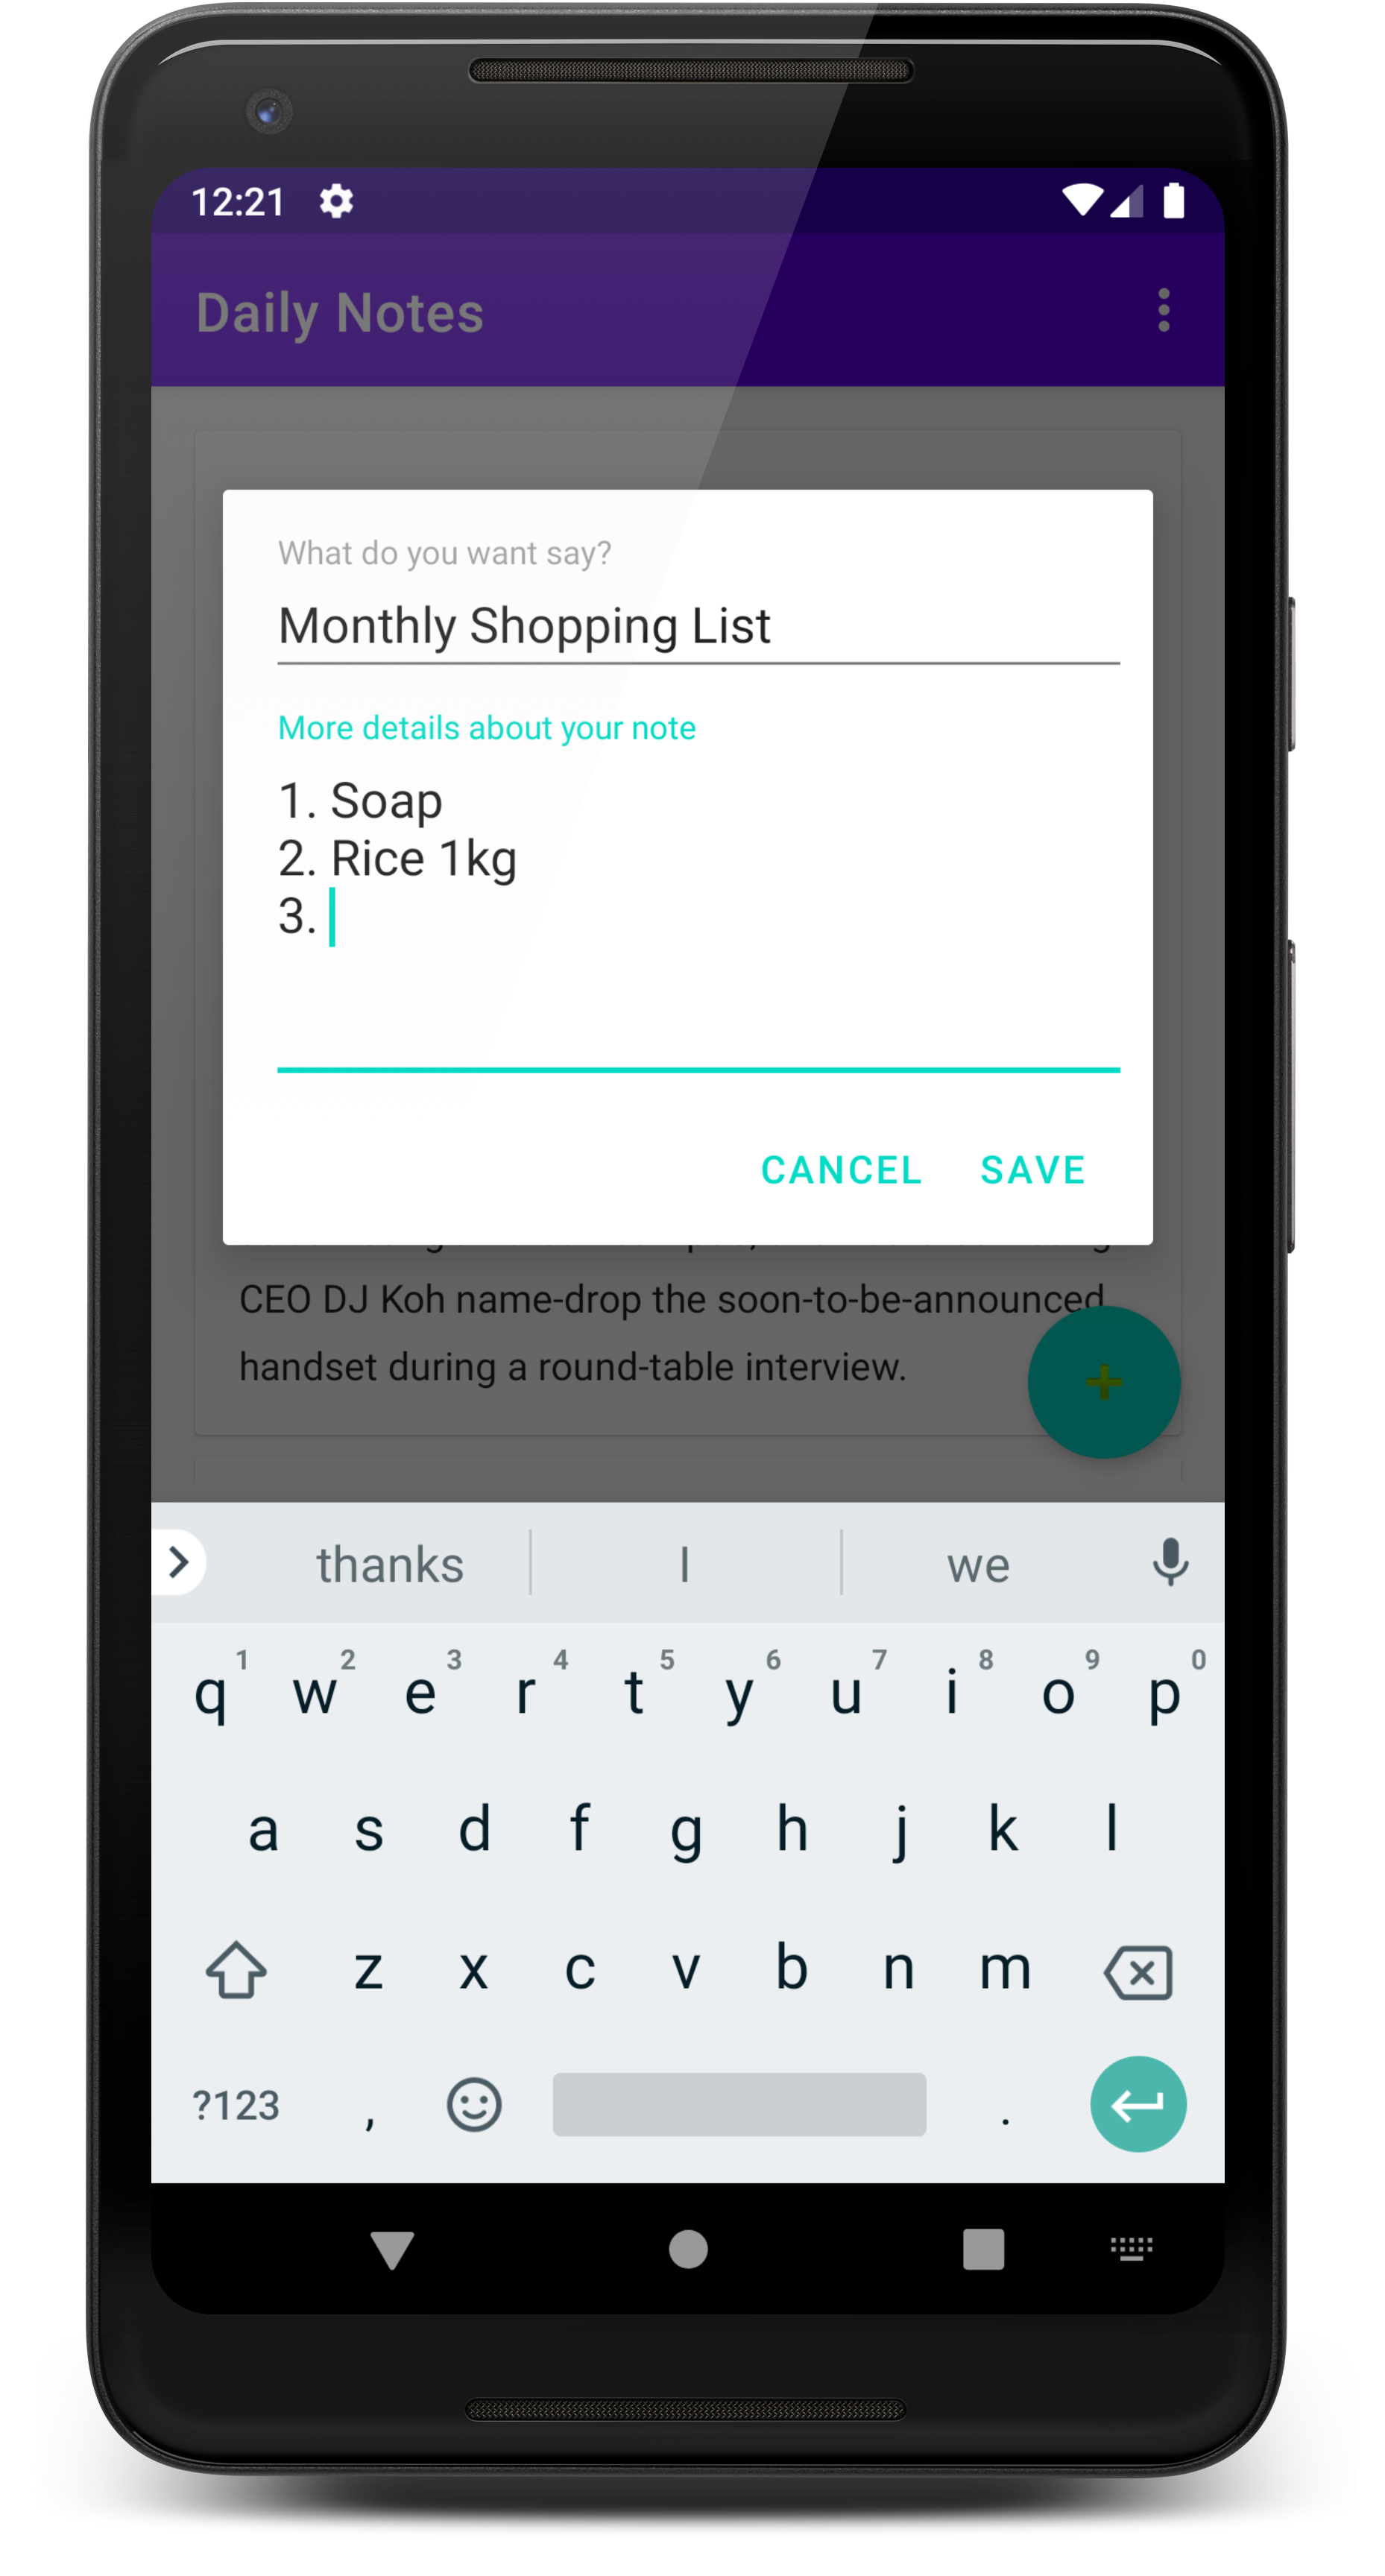 12:21
Daily Notes
What do you want say?
Monthly Shopping List
More details about your note
1. Soap
2. Rice 1kg
3.
CANCEL SAVE
CEO DJ Koh name-drop the soon-to-be-announced
handset during a round-table interview.
+
thanks I we
1 2 3 4 5 6 7 8 9 0
q w e r t y u i o p
a s d f g h j k l
z x c v b n m
?123 , .